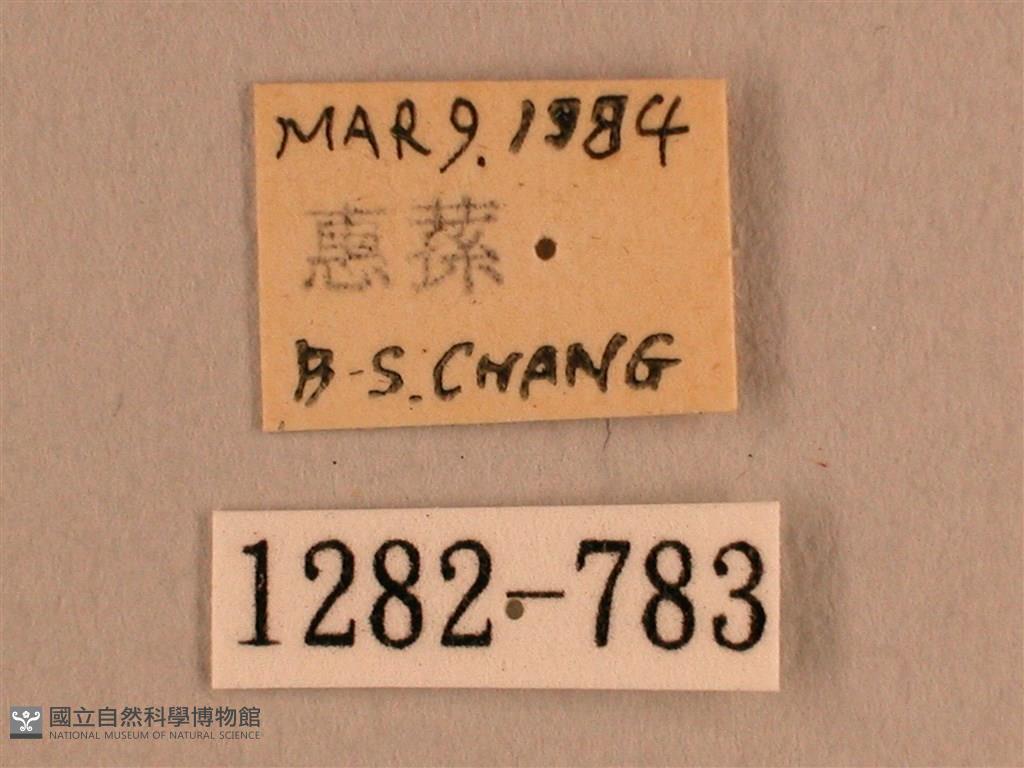 MAR 9. 1984
惠蓀
B-S. CHANG
1282-783
國立自然科學博物館
NATIONAL MUSEUM OF NATURAL SCIENCE